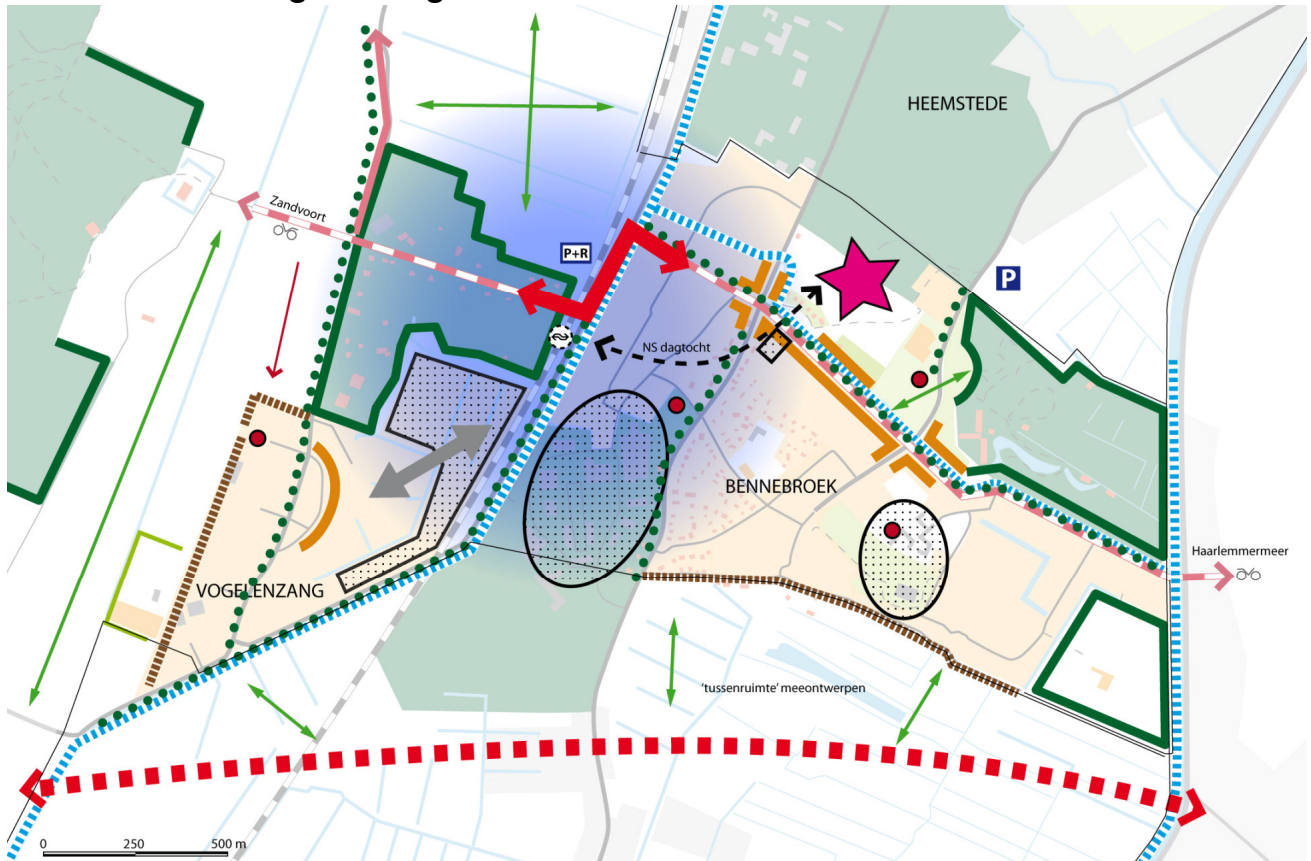 HEEMSTEDE
Zandvoort
P+R
P
NS dagtocht
BENNEBROEK
Haarlemmermeer
VOGELENZANG
'tussenruimte' meeontwerpen
0 250 500 m